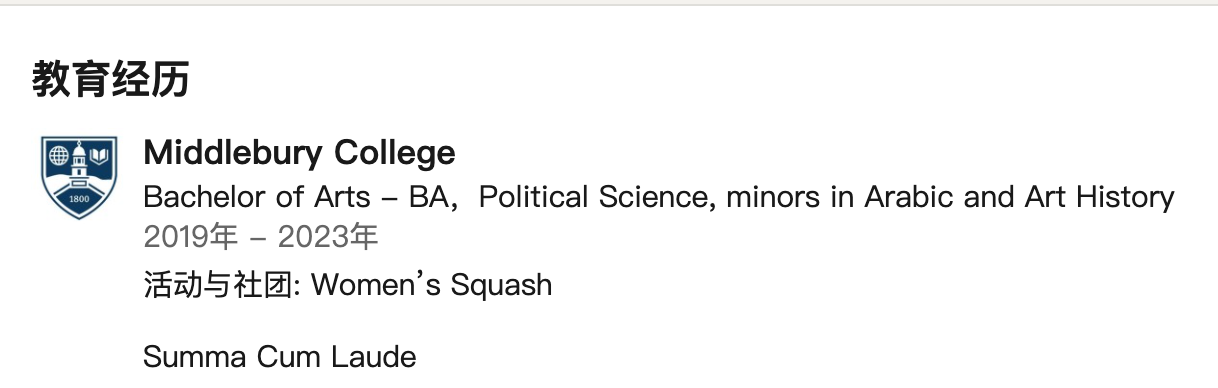 教育经历
1800
Middlebury College
Bachelor of Arts – BA，Political Science, minors in Arabic and Art History
2019年 – 2023年
活动与社团: Women’s Squash
Summa Cum Laude